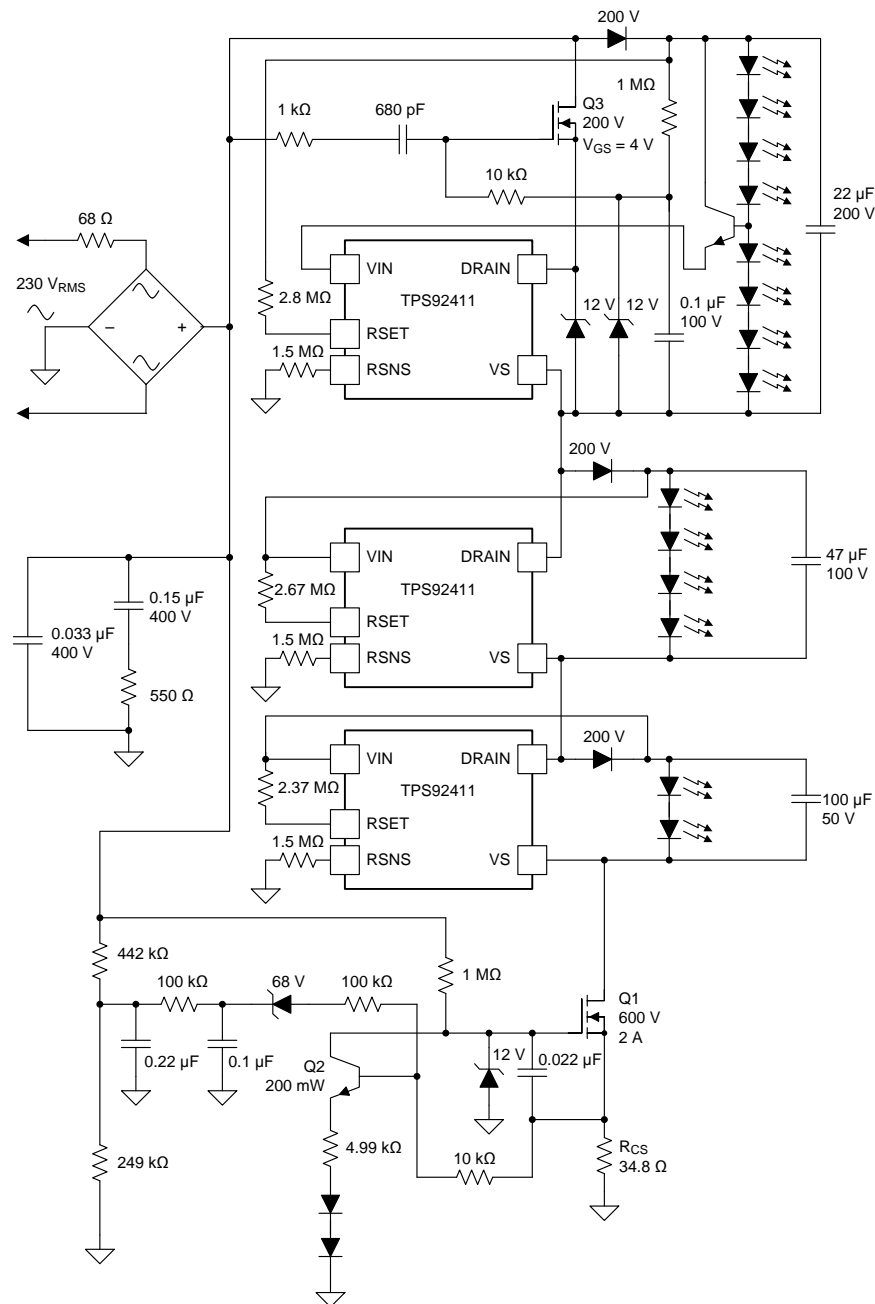 200 V
1 MΩ
1 kΩ
680 pF
Q3
200 V
VGS = 4 V
10 kΩ
22 µF
200 V
68 Ω
230 VRMS
VIN
DRAIN
2.8 MΩ
TPS92411
12 V
12 V
0.1 µF
100 V
RSET
1.5 MΩ
RSNS
VS
– +
200 V
VIN
DRAIN
47 µF
100 V
2.67 MΩ
TPS92411
RSET
1.5 MΩ
RSNS
VS
0.15 µF
400 V
0.033 µF
400 V
550 Ω
200 V
VIN
DRAIN
2.37 MΩ
TPS92411
100 µF
50 V
RSET
1.5 MΩ
RSNS
VS
442 kΩ
100 kΩ
68 V
100 kΩ
1 MΩ
Q1
600 V
2 A
0.22 µF
0.1 µF
Q2
200 mW
12 V
0.022 µF
249 kΩ
4.99 kΩ
10 kΩ
RCS
34.8 Ω